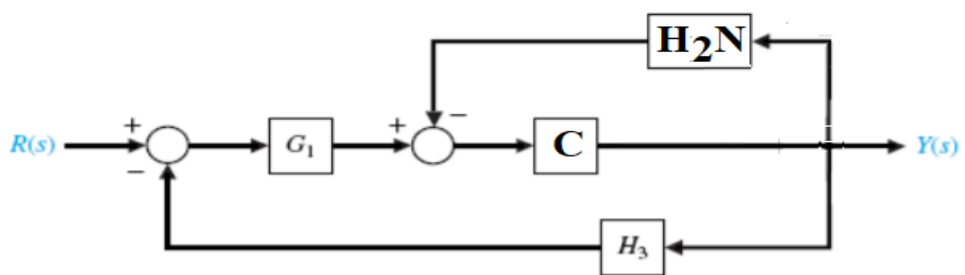 H₂N
+ − +
R(s) G₁ C Y(s)
−
H₃